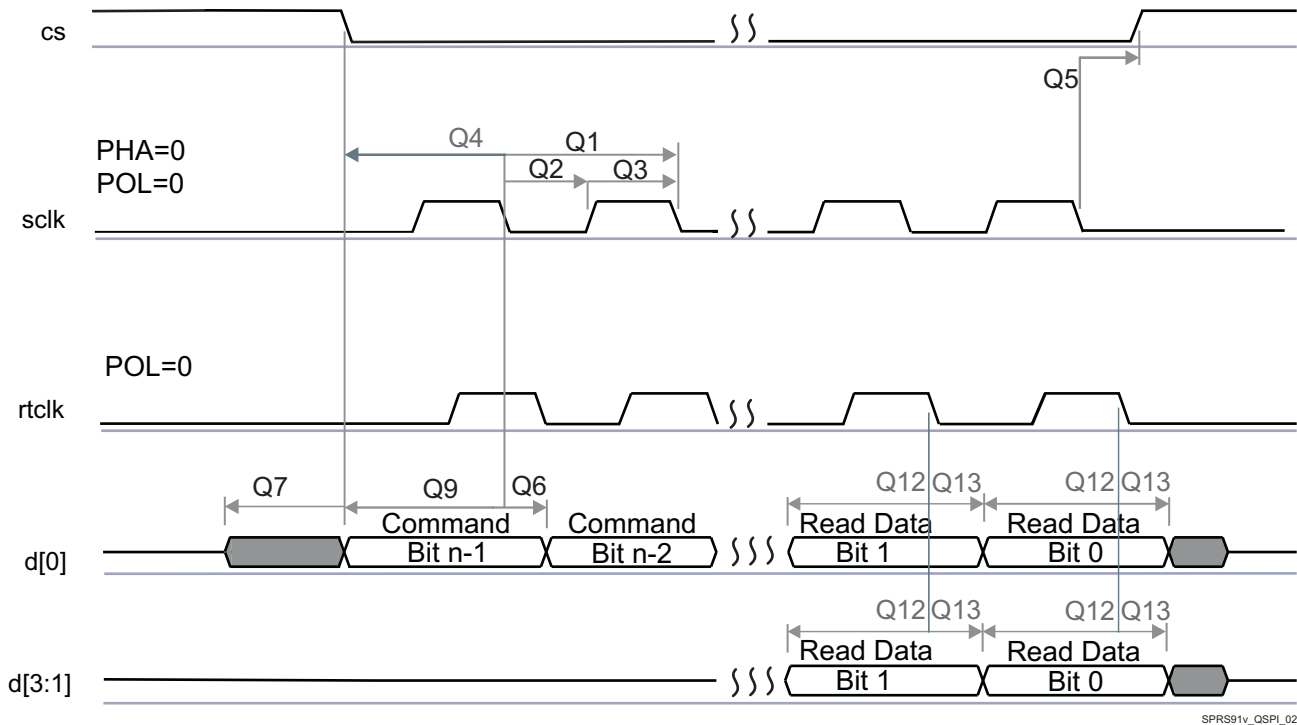 cs
Q5
PHA=0
Q4 Q1
POL=0
Q2 Q3
sclk
POL=0
rtclk
Q7 Q9 Q6 Q12 Q13 Q12 Q13
Command Command Read Data Read Data
d[0] Bit n-1 Bit n-2 Bit 1 Bit 0
Q12 Q13 Q12 Q13
Read Data Read Data
d[3:1] Bit 1 Bit 0
SPRS91v_QSPI_02